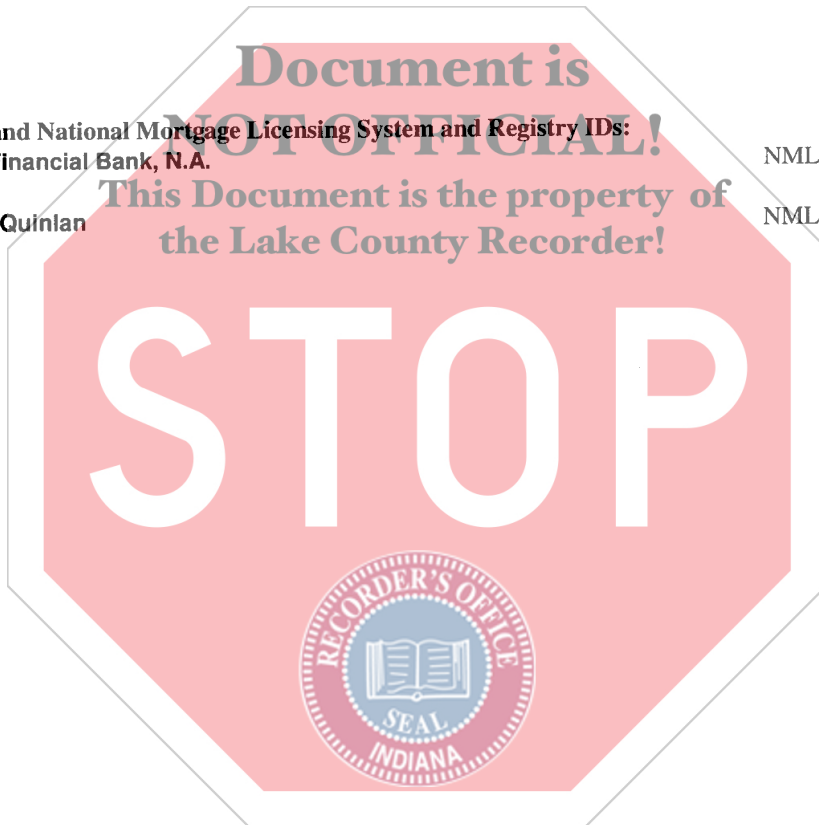 Document is
and National Mortgage Licensing System and Registry IDs:
NOT OFFICIAL!
Financial Bank, N.A.
NML
This Document is the property of
Quinlan
NML
the Lake County Recorder!
STOP
RECORDER'S OFFICE
SEAL
INDIANA